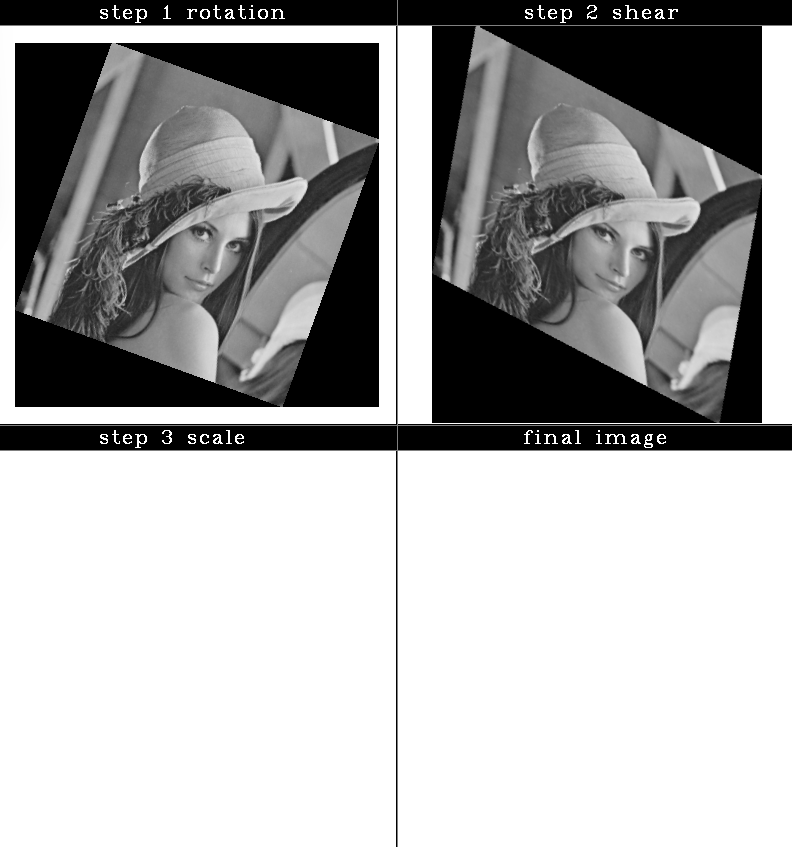 step 1 rotation
step 2 shear
step 3 scale
final image